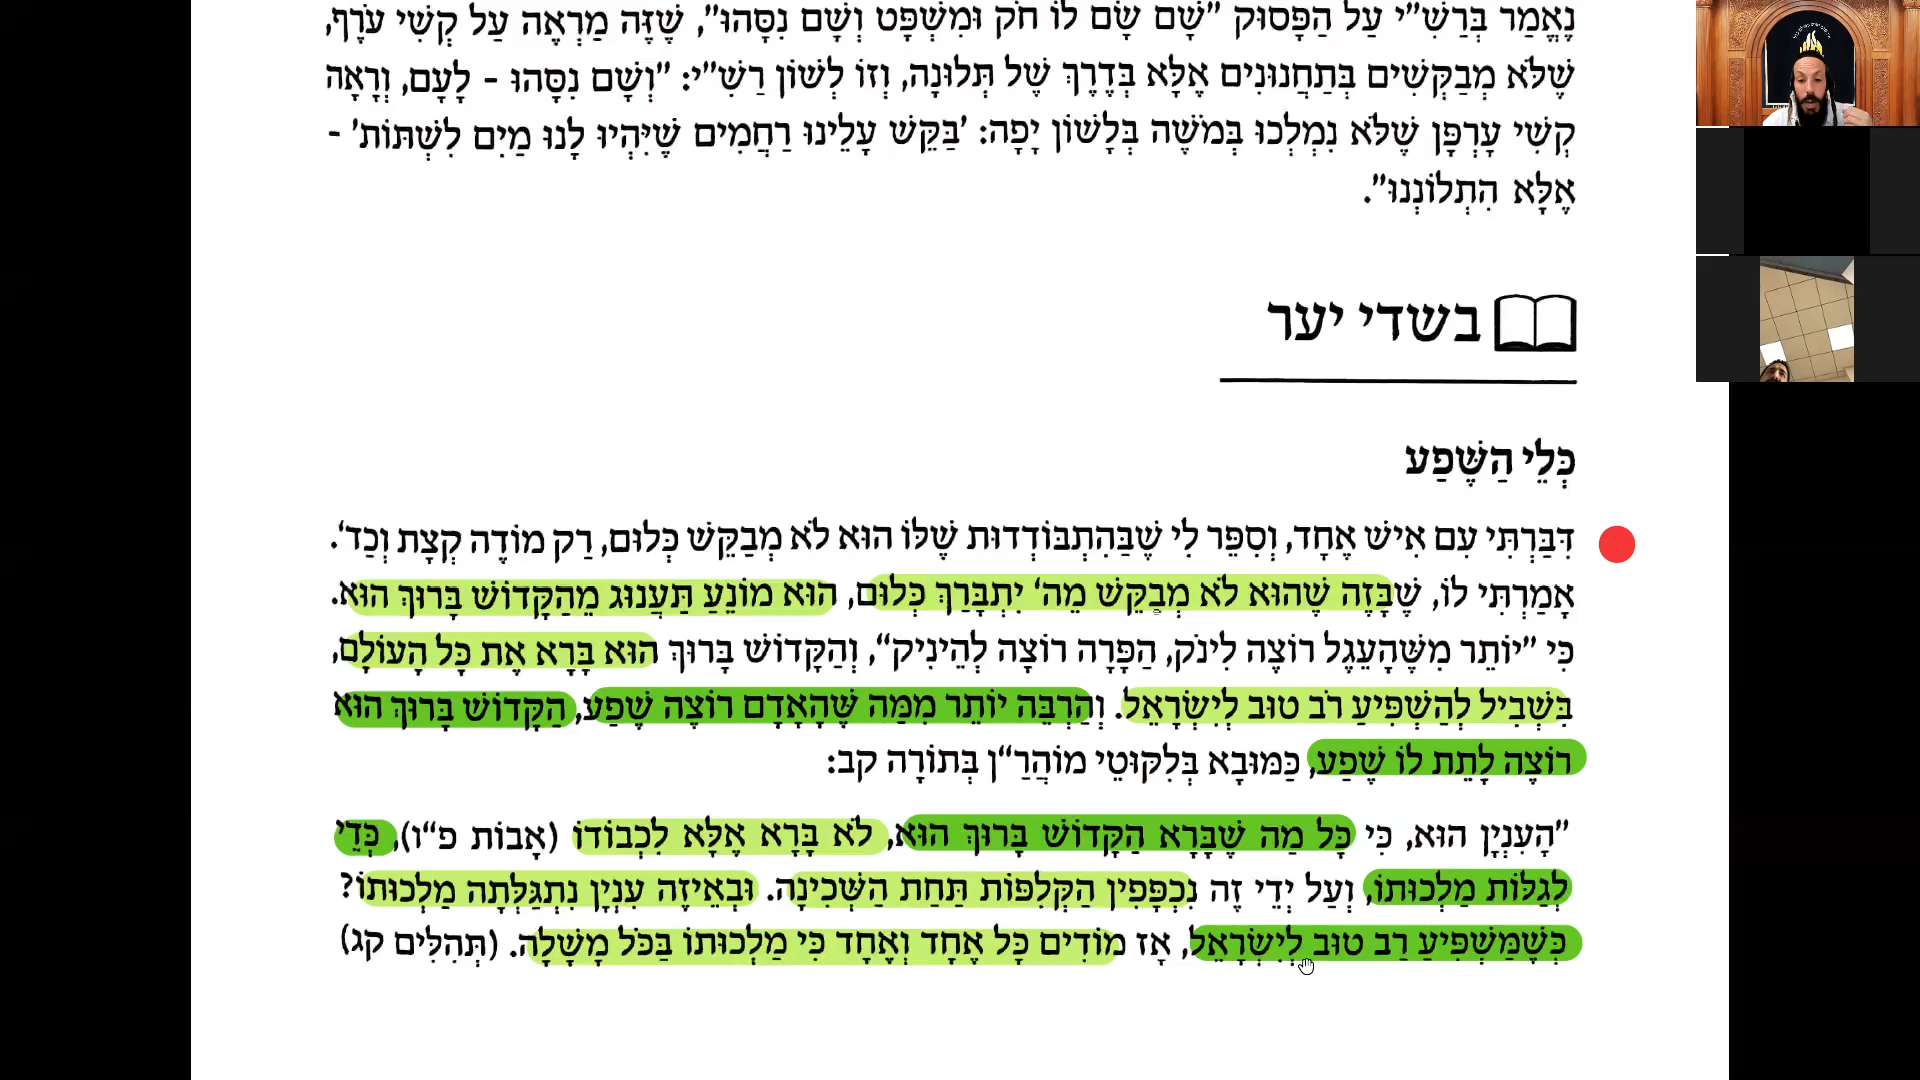 נֶאֱמַר בְּרַשִׁ״י עַל הַפָּסוּק ״שָׁם שָׂם לוֹ חֹק וּמִשְׁפָּט וְשָׁם נִסָּהוּ״, שֶׁזֶּה מַרְאֶה עַל קְשִׁי עֹרֶף,
שֶׁלֹּא מְבַקְּשִׁים בְּתַחֲנוּנִים אֶלָּא בְּדֶרֶךְ שֶׁל תְּלוּנָה, וְזוֹ לְשׁוֹן רַשִׁ״י: ״וְשָׁם נִסָּהוּ - לָעָם, וְרָאָה
קְשִׁי עָרְפָּן שֶׁלֹּא נִמְלְכוּ בְּמֹשֶׁה בְּלָשׁוֹן יָפָה: ׳בַּקֵּשׁ עָלֵינוּ רַחֲמִים שֶׁיִּהְיוּ לָנוּ מַיִם לִשְׁתּוֹת׳ -
אֶלָּא הִתְלוֹנְנוּ״.
בשדי יער
כְּלֵי הַשֶּׁפַע
דִּבַּרְתִּי עִם אִישׁ אֶחָד, וְסִפֵּר לִי שֶׁבַּהִתְבּוֹדְדוּת שֶׁלּוֹ הוּא לֹא מְבַקֵּשׁ כְּלוּם, רַק מוֹדֶה קְצָת וְכַד׳.
אָמַרְתִּי לוֹ, שֶׁבָּזֶה שֶׁהוּא לֹא מְבַקֵּשׁ מֵה׳ יִתְבָּרַךְ כְּלוּם, הוּא מוֹנֵעַ תַּעֲנוּג מֵהַקָּדוֹשׁ בָּרוּךְ הוּא.
כִּי ״יוֹתֵר מִשֶּׁהָעֵגֶל רוֹצֶה לִינֹק, הַפָּרָה רוֹצָה לְהֵינִיק״, וְהַקָּדוֹשׁ בָּרוּךְ הוּא בָּרָא אֶת כָּל הָעוֹלָם,
בִּשְׁבִיל לְהַשְׁפִּיעַ רֹב טוּב לְיִשְׂרָאֵל. וְהַרְבֵּה יוֹתֵר מִמַּה שֶּׁהָאָדָם רוֹצֶה שֶׁפַע, הַקָּדוֹשׁ בָּרוּךְ הוּא
רוֹצֶה לָתֵת לוֹ שֶׁפַע, כַּמּוּבָא בְּלִקּוּטֵי מוֹהֲרַ״ן בְּתוֹרָה קב:
״הָעִנְיָן הוּא, כִּי כָּל מַה שֶּׁבָּרָא הַקָּדוֹשׁ בָּרוּךְ הוּא, לֹא בָּרָא אֶלָּא לִכְבוֹדוֹ (אָבוֹת פ״ו), כְּדֵי
לְגַלּוֹת מַלְכוּתוֹ, וְעַל יְדֵי זֶה נִכְפָּפִין הַקְּלִפּוֹת תַּחַת הַשְּׁכִינָה. וּבְאֵיזֶה עִנְיָן נִתְגַּלְּתָה מַלְכוּתוֹ?
כְּשֶׁמַּשְׁפִּיעַ רַב טוּב לְיִשְׂרָאֵל, אָז מוֹדִים כָּל אֶחָד וְאֶחָד כִּי מַלְכוּתוֹ בַּכֹּל מָשָׁלָה. (תְּהִלִּים קג)